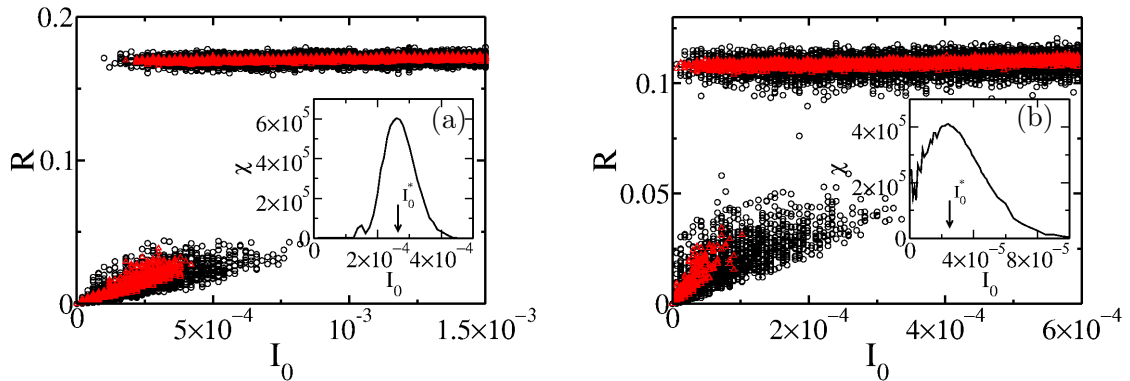 0.2
R
0.1
0
0
5×10⁻⁴
10⁻³
1.5×10⁻³
I₀
(a)
χ
6×10⁵
4×10⁵
2×10⁵
0
0
2×10⁻⁴
4×10⁻⁴
I₀
I₀*
R
0.1
0.05
0
0
2×10⁻⁴
4×10⁻⁴
6×10⁻⁴
I₀
(b)
χ
4×10⁵
2×10⁵
0
0
4×10⁻⁵
8×10⁻⁵
I₀
I₀*